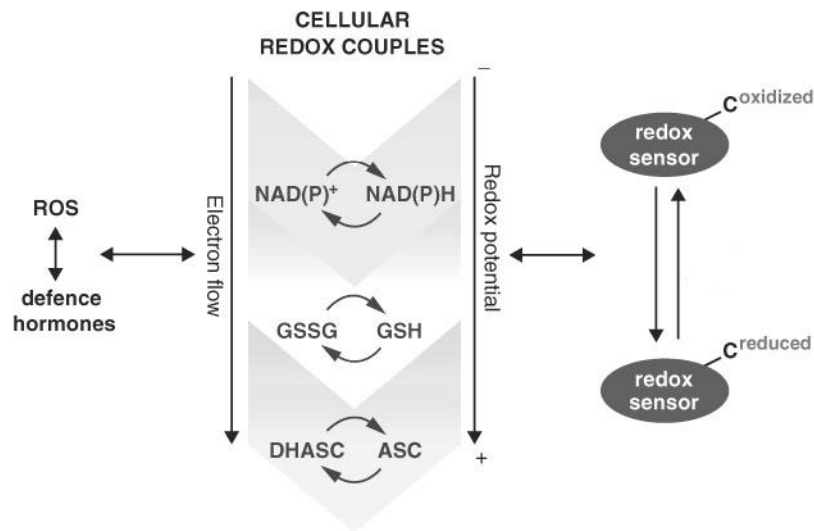 CELLULAR
REDOX COUPLES
−
C oxidized
redox
sensor
NAD(P)⁺ NAD(P)H
ROS
Electron flow
Redox potential
defence
hormones
GSSG GSH
C reduced
redox
sensor
DHASC ASC
+